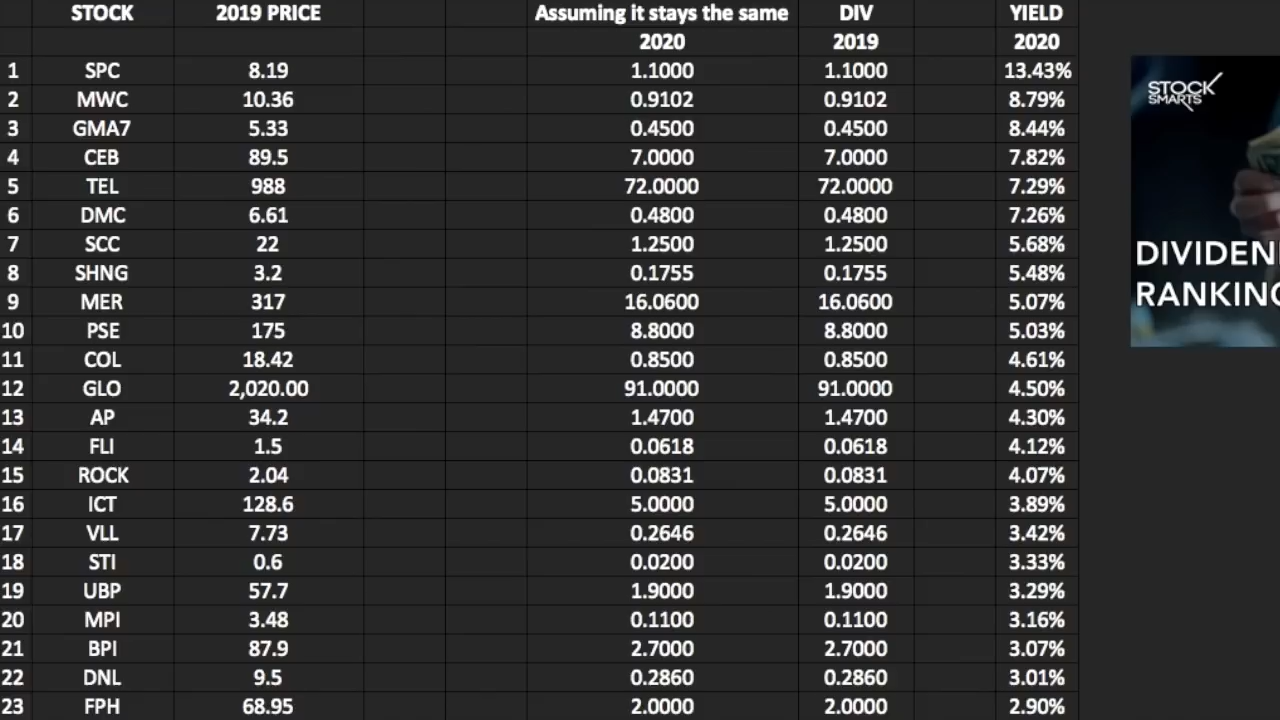 STOCK 2019 PRICE Assuming it stays the same DIV YIELD
2020 2019 2020
1 SPC 8.19 1.1000 1.1000 13.43%
2 MWC 10.36 0.9102 0.9102 8.79%
3 GMA7 5.33 0.4500 0.4500 8.44%
4 CEB 89.5 7.0000 7.0000 7.82%
5 TEL 988 72.0000 72.0000 7.29%
6 DMC 6.61 0.4800 0.4800 7.26%
7 SCC 22 1.2500 1.2500 5.68%
8 SHNG 3.2 0.1755 0.1755 5.48%
9 MER 317 16.0600 16.0600 5.07%
10 PSE 175 8.8000 8.8000 5.03%
11 COL 18.42 0.8500 0.8500 4.61%
12 GLO 2,020.00 91.0000 91.0000 4.50%
13 AP 34.2 1.4700 1.4700 4.30%
14 FLI 1.5 0.0618 0.0618 4.12%
15 ROCK 2.04 0.0831 0.0831 4.07%
16 ICT 128.6 5.0000 5.0000 3.89%
17 VLL 7.73 0.2646 0.2646 3.42%
18 STI 0.6 0.0200 0.0200 3.33%
19 UBP 57.7 1.9000 1.9000 3.29%
20 MPI 3.48 0.1100 0.1100 3.16%
21 BPI 87.9 2.7000 2.7000 3.07%
22 DNL 9.5 0.2860 0.2860 3.01%
23 FPH 68.95 2.0000 2.0000 2.90%
STOCK
SMARTS
DIVIDEN
RANKING